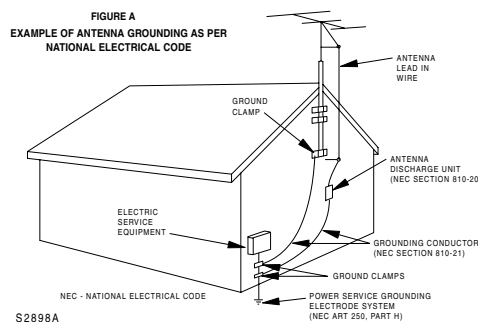 FIGURE A
EXAMPLE OF ANTENNA GROUNDING AS PER
NATIONAL ELECTRICAL CODE
ANTENNA
LEAD IN
WIRE
GROUND
CLAMP
ANTENNA
DISCHARGE UNIT
(NEC SECTION 810-20
ELECTRIC
SERVICE
EQUIPMENT
GROUNDING CONDUCTOR
(NEC SECTION 810-21)
GROUND CLAMPS
NEC - NATIONAL ELECTRICAL CODE
POWER SERVICE GROUNDING
ELECTRODE SYSTEM
(NEC ART 250, PART H)
S2898A